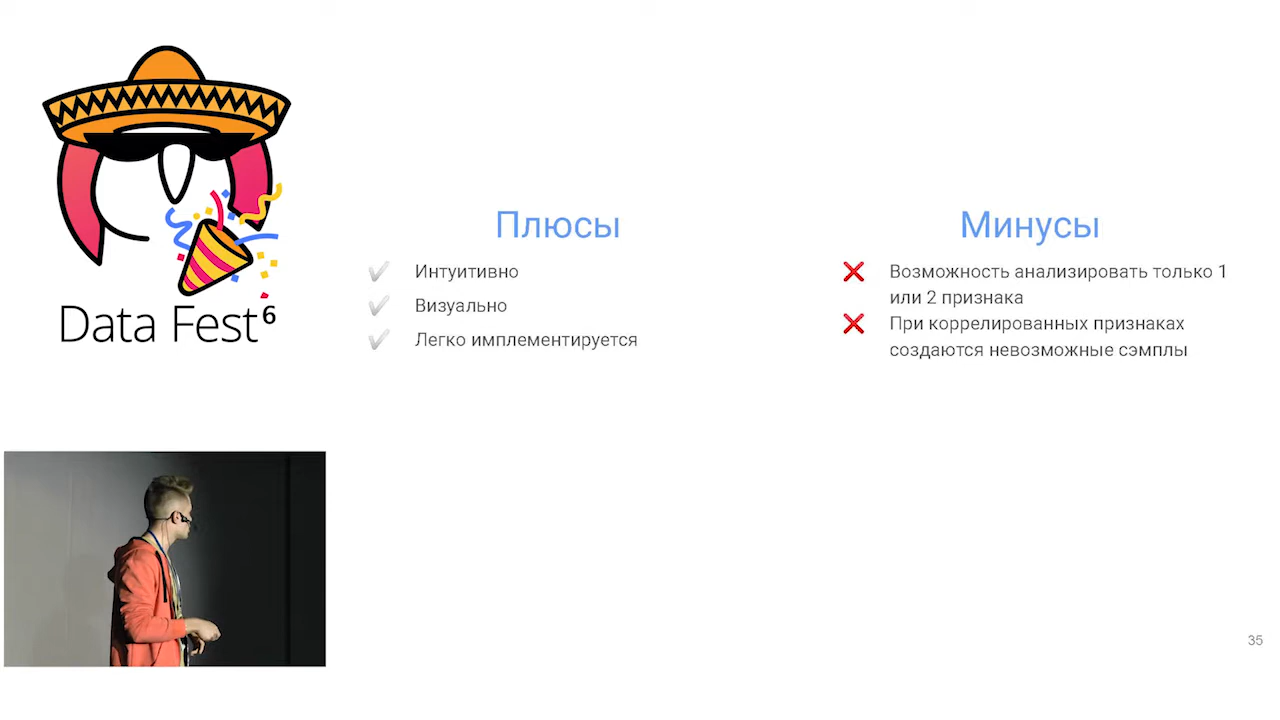 Data Fest⁶
Плюсы
Интуитивно
Визуально
Легко имплементируется
Минусы
Возможность анализировать только 1
или 2 признака
При коррелированных признаках
создаются невозможные сэмплы
35